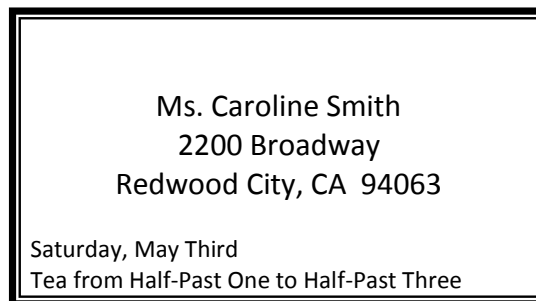 Ms. Caroline Smith
2200 Broadway
Redwood City, CA  94063
Saturday, May Third
Tea from Half-Past One to Half-Past Three